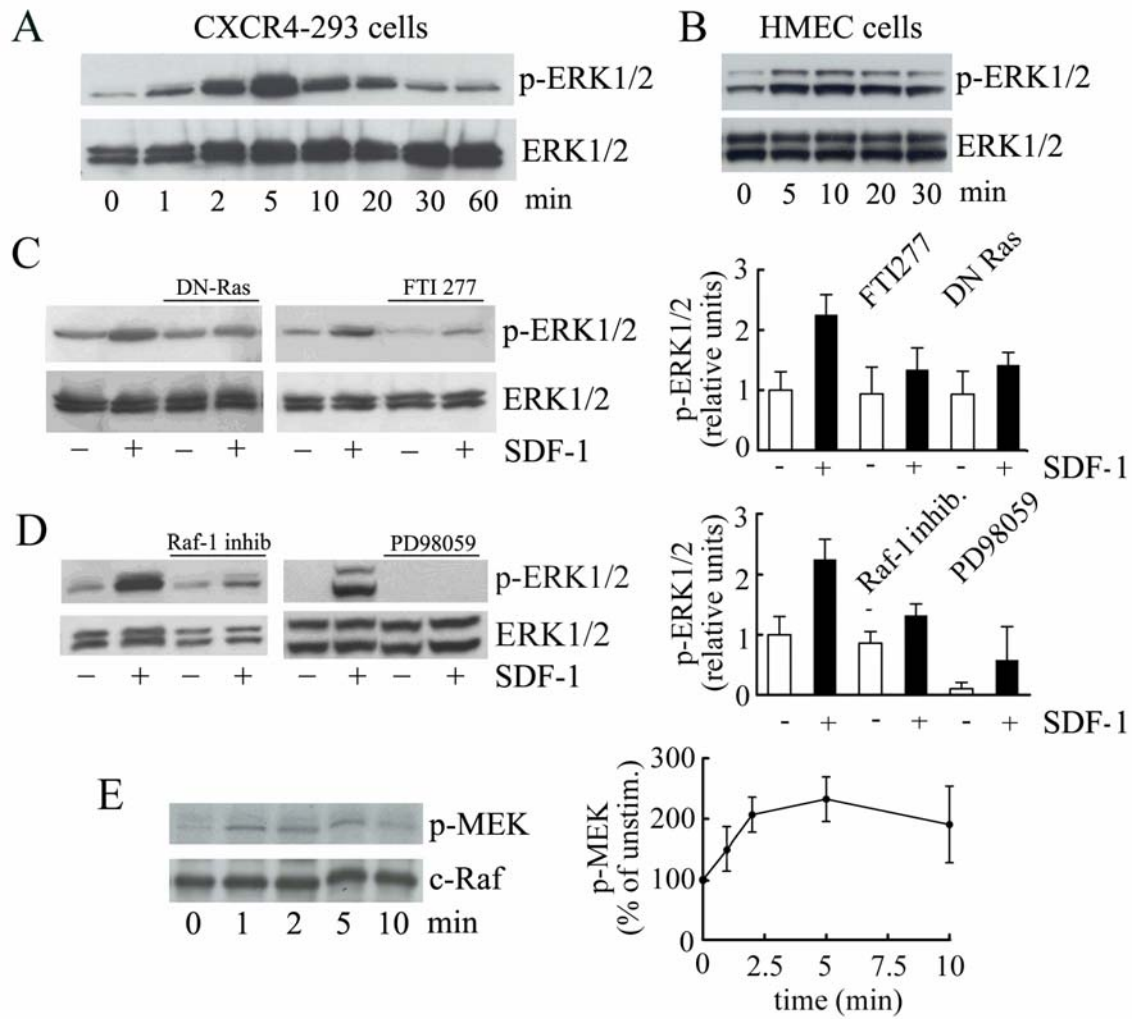 A
CXCR4-293 cells
p-ERK1/2
ERK1/2
0 1 2 5 10 20 30 60 min
B
HMEC cells
p-ERK1/2
ERK1/2
0 5 10 20 30 min
C
DN-Ras
FTI 277
p-ERK1/2
ERK1/2
– + – + – + – + SDF-1
FTI277
DN Ras
p-ERK1/2
(relative units)
3
2
1
0
- + - + - + SDF-1
D
Raf-1 inhib
PD98059
p-ERK1/2
ERK1/2
– + – + – + – + SDF-1
Raf-1 inhib.
PD98059
p-ERK1/2
(relative units)
3
2
1
0
-
- + - + - + SDF-1
E
p-MEK
c-Raf
0 1 2 5 10 min
p-MEK
(% of unstim.)
300
200
100
0
0 2.5 5 7.5 10
time (min)